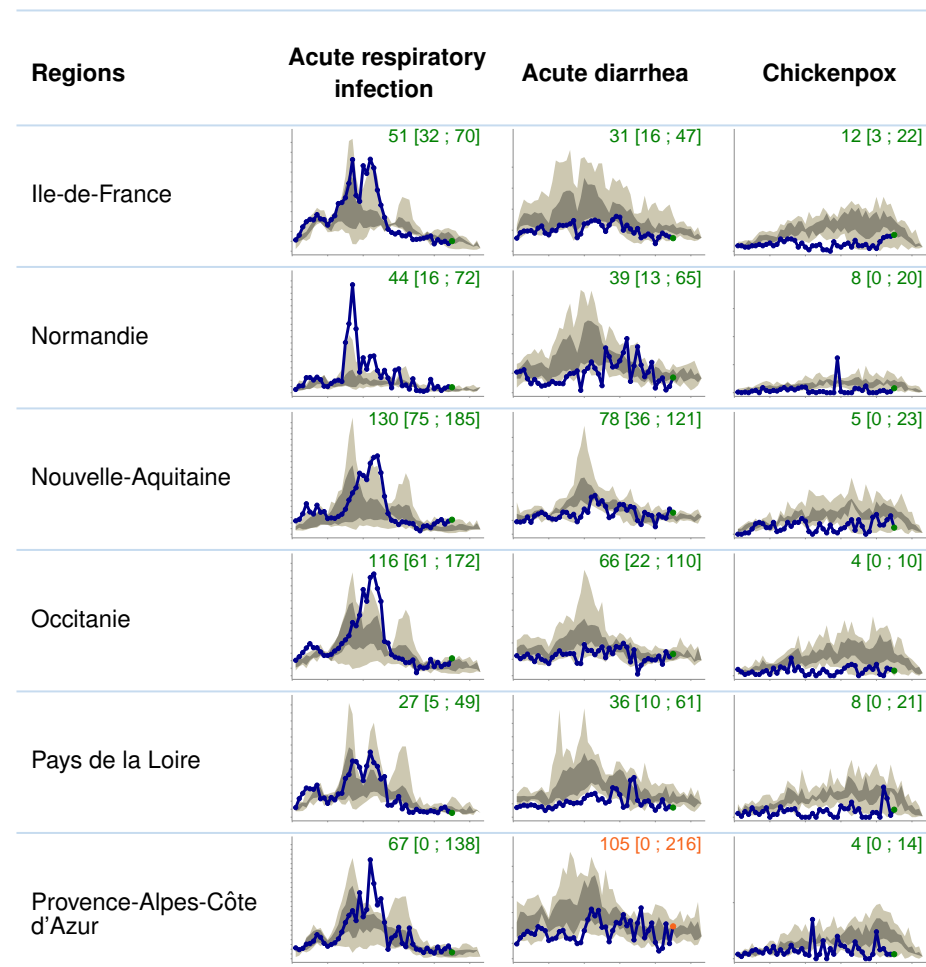 Regions
Acute respiratory
infection
Acute diarrhea
Chickenpox
Ile-de-France
51 [32 ; 70]
31 [16 ; 47]
12 [3 ; 22]
Normandie
44 [16 ; 72]
39 [13 ; 65]
8 [0 ; 20]
Nouvelle-Aquitaine
130 [75 ; 185]
78 [36 ; 121]
5 [0 ; 23]
Occitanie
116 [61 ; 172]
66 [22 ; 110]
4 [0 ; 10]
Pays de la Loire
27 [5 ; 49]
36 [10 ; 61]
8 [0 ; 21]
Provence-Alpes-Côte
d'Azur
67 [0 ; 138]
105 [0 ; 216]
4 [0 ; 14]